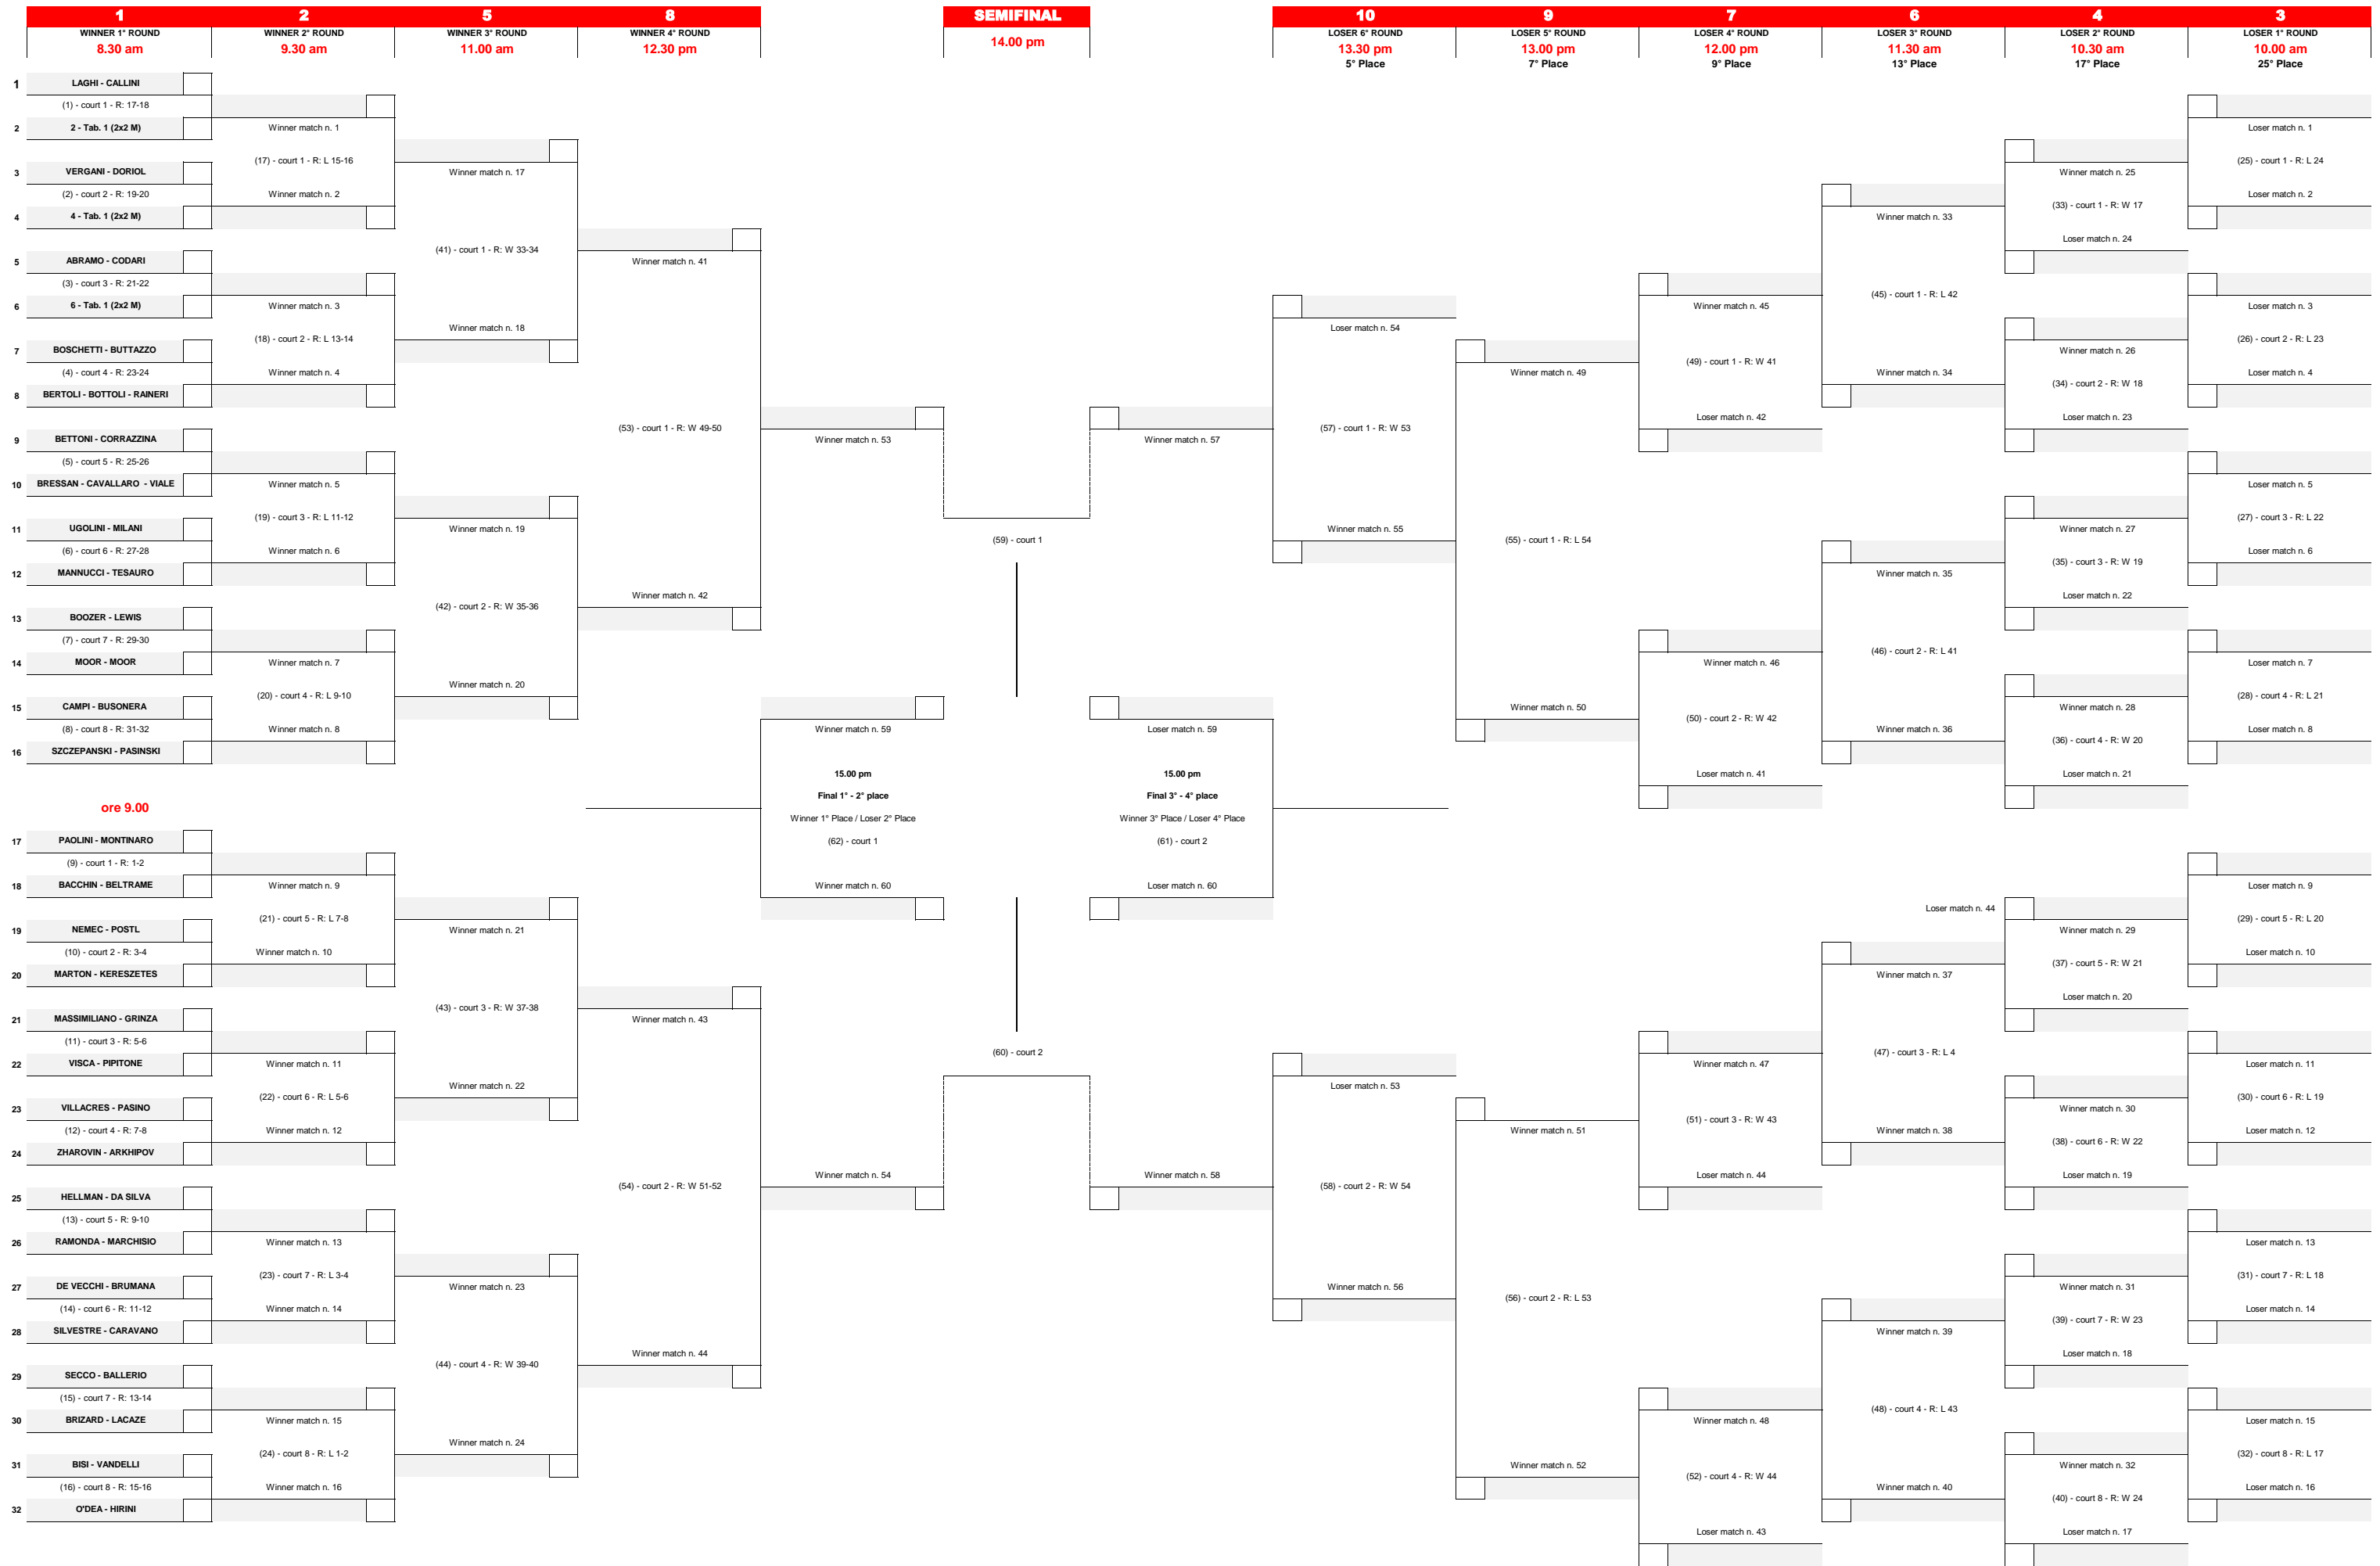 1
WINNER 1° ROUND
8.30 am
2
WINNER 2° ROUND
9.30 am
5
WINNER 3° ROUND
11.00 am
8
WINNER 4° ROUND
12.30 pm
SEMIFINAL
14.00 pm
10
LOSER 6° ROUND
13.30 pm
5° Place
9
LOSER 5° ROUND
13.00 pm
7° Place
7
LOSER 4° ROUND
12.00 pm
9° Place
6
LOSER 3° ROUND
11.30 am
13° Place
4
LOSER 2° ROUND
10.30 am
17° Place
3
LOSER 1° ROUND
10.00 am
25° Place
1 LAGHI - CALLINI
(1) - court 1 - R: 17-18
2 2 - Tab. 1 (2x2 M)
3 VERGANI - DORIOL
(2) - court 2 - R: 19-20
4 4 - Tab. 1 (2x2 M)
5 ABRAMO - CODARI
(3) - court 3 - R: 21-22
6 6 - Tab. 1 (2x2 M)
7 BOSCHETTI - BUTTAZZO
(4) - court 4 - R: 23-24
8 BERTOLI - BOTTOLI - RAINERI
9 BETTONI - CORRAZZINA
(5) - court 5 - R: 25-26
10 BRESSAN - CAVALLARO - VIALE
11 UGOLINI - MILANI
(6) - court 6 - R: 27-28
12 MANNUCCI - TESAURO
13 BOOZER - LEWIS
(7) - court 7 - R: 29-30
14 MOOR - MOOR
15 CAMPI - BUSONERA
(8) - court 8 - R: 31-32
16 SZCZEPANSKI - PASINSKI
ore 9.00
17 PAOLINI - MONTINARO
(9) - court 1 - R: 1-2
18 BACCHIN - BELTRAME
19 NEMEC - POSTL
(10) - court 2 - R: 3-4
20 MARTON - KERESZETES
21 MASSIMILIANO - GRINZA
(11) - court 3 - R: 5-6
22 VISCA - PIPITONE
23 VILLACRES - PASINO
(12) - court 4 - R: 7-8
24 ZHAROVIN - ARKHIPOV
25 HELLMAN - DA SILVA
(13) - court 5 - R: 9-10
26 RAMONDA - MARCHISIO
27 DE VECCHI - BRUMANA
(14) - court 6 - R: 11-12
28 SILVESTRE - CARAVANO
29 SECCO - BALLERIO
(15) - court 7 - R: 13-14
30 BRIZARD - LACAZE
31 BISI - VANDELLI
(16) - court 8 - R: 15-16
32 O'DEA - HIRINI
Winner match n. 1
(17) - court 1 - R: L 15-16
Winner match n. 2
Winner match n. 3
(18) - court 2 - R: L 13-14
Winner match n. 4
Winner match n. 5
(19) - court 3 - R: L 11-12
Winner match n. 6
Winner match n. 7
(20) - court 4 - R: L 9-10
Winner match n. 8
Winner match n. 9
(21) - court 5 - R: L 7-8
Winner match n. 10
Winner match n. 11
(22) - court 6 - R: L 5-6
Winner match n. 12
Winner match n. 13
(23) - court 7 - R: L 3-4
Winner match n. 14
Winner match n. 15
(24) - court 8 - R: L 1-2
Winner match n. 16
Winner match n. 17
(41) - court 1 - R: W 33-34
Winner match n. 18
Winner match n. 19
(42) - court 2 - R: W 35-36
Winner match n. 20
Winner match n. 21
(43) - court 3 - R: W 37-38
Winner match n. 22
Winner match n. 23
(44) - court 4 - R: W 39-40
Winner match n. 24
Winner match n. 41
(53) - court 1 - R: W 49-50
Winner match n. 42
Winner match n. 43
(54) - court 2 - R: W 51-52
Winner match n. 44
Winner match n. 53
Winner match n. 59
15.00 pm
Final 1° - 2° place
Winner 1° Place / Loser 2° Place
(62) - court 1
Winner match n. 60
Winner match n. 54
(59) - court 1
(60) - court 2
Winner match n. 57
Loser match n. 59
15.00 pm
Final 3° - 4° place
Winner 3° Place / Loser 4° Place
(61) - court 2
Loser match n. 60
Winner match n. 58
Loser match n. 54
(57) - court 1 - R: W 53
Winner match n. 55
Loser match n. 53
(58) - court 2 - R: W 54
Winner match n. 56
Winner match n. 49
(55) - court 1 - R: L 54
Winner match n. 50
Winner match n. 51
(56) - court 2 - R: L 53
Winner match n. 52
Winner match n. 45
(49) - court 1 - R: W 41
Loser match n. 42
Winner match n. 46
(50) - court 2 - R: W 42
Loser match n. 41
Winner match n. 47
(51) - court 3 - R: W 43
Loser match n. 44
Winner match n. 48
(52) - court 4 - R: W 44
Loser match n. 43
Winner match n. 33
(45) - court 1 - R: L 42
Winner match n. 34
Winner match n. 35
(46) - court 2 - R: L 41
Winner match n. 36
Loser match n. 44
Winner match n. 37
(47) - court 3 - R: L 4
Winner match n. 38
Winner match n. 39
(48) - court 4 - R: L 43
Winner match n. 40
Winner match n. 25
(33) - court 1 - R: W 17
Loser match n. 24
Winner match n. 26
(34) - court 2 - R: W 18
Loser match n. 23
Winner match n. 27
(35) - court 3 - R: W 19
Loser match n. 22
Winner match n. 28
(36) - court 4 - R: W 20
Loser match n. 21
Winner match n. 29
(37) - court 5 - R: W 21
Loser match n. 20
Winner match n. 30
(38) - court 6 - R: W 22
Loser match n. 19
Winner match n. 31
(39) - court 7 - R: W 23
Loser match n. 18
Winner match n. 32
(40) - court 8 - R: W 24
Loser match n. 17
Loser match n. 1
(25) - court 1 - R: L 24
Loser match n. 2
Loser match n. 3
(26) - court 2 - R: L 23
Loser match n. 4
Loser match n. 5
(27) - court 3 - R: L 22
Loser match n. 6
Loser match n. 7
(28) - court 4 - R: L 21
Loser match n. 8
Loser match n. 9
(29) - court 5 - R: L 20
Loser match n. 10
Loser match n. 11
(30) - court 6 - R: L 19
Loser match n. 12
Loser match n. 13
(31) - court 7 - R: L 18
Loser match n. 14
Loser match n. 15
(32) - court 8 - R: L 17
Loser match n. 16